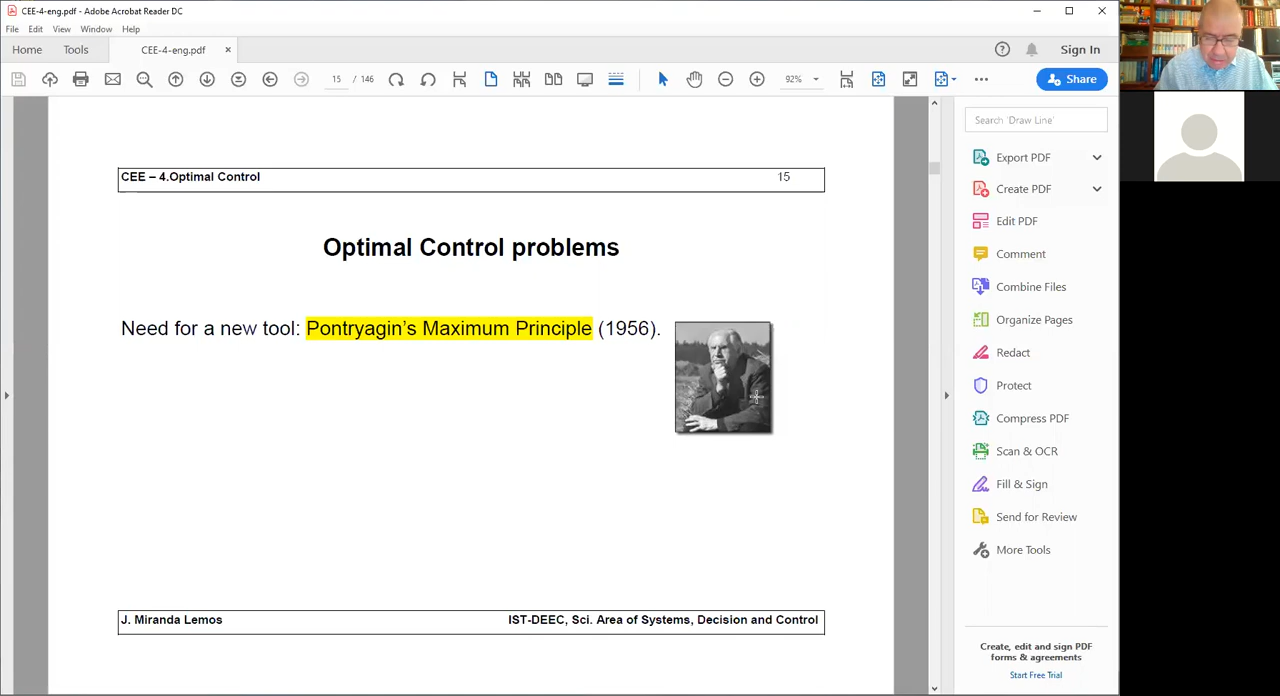 CEE-4-eng.pdf - Adobe Acrobat Reader DC
File Edit View Window Help
Home Tools CEE-4-eng.pdf × Sign In
15 / 146 92% Share
CEE – 4.Optimal Control 15
Optimal Control problems
Need for a new tool: Pontryagin's Maximum Principle (1956).
J. Miranda Lemos IST-DEEC, Sci. Area of Systems, Decision and Control
Search 'Draw Line'
Export PDF
Create PDF
Edit PDF
Comment
Combine Files
Organize Pages
Redact
Protect
Compress PDF
Scan & OCR
Fill & Sign
Send for Review
More Tools
Create, edit and sign PDF
forms & agreements
Start Free Trial